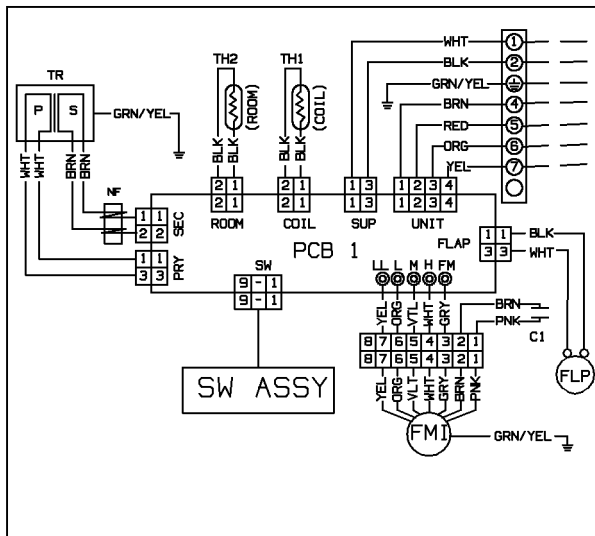 TH2
TH1
WHT
1
BLK
2
TR
GRN/YEL
P
S
GRN/YEL
(ROOM)
(COIL)
BRN
4
RED
5
ORG
6
YEL
7
WHT
WHT
BRN
BRN
BLK
BLK
BLK
BLK
NF
2 1
2 1
1 3
1 2 3 4
2 1
2 1
1 3
1 2 3 4
ROOM
COIL
SUP
UNIT
1 1
2 2
SEC
PCB 1
FLAP
1 1
3 3
BLK
WHT
1 1
3 3
PRY
SW
9 - 1
9 - 1
LL
L
M
H
FM
YEL
ORG
VTL
WHT
GRY
BRN
PNK
C1
8 7 6 5 4 3 2 1
8 7 6 5 4 3 2 1
SW ASSY
YEL
ORG
VLT
WHT
GRY
BRN
PNK
FLP
FMI
GRN/YEL